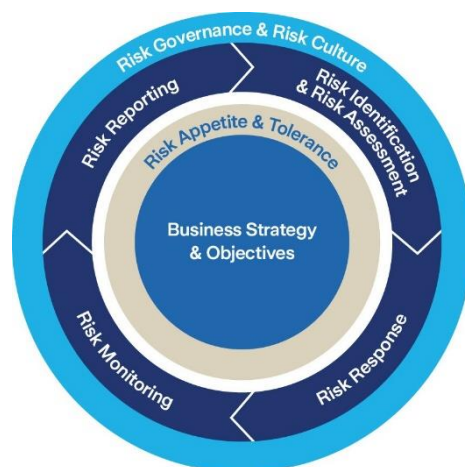 Risk Governance & Risk Culture
Risk Reporting
Risk Identification
& Risk Assessment
Risk Appetite & Tolerance
Business Strategy
& Objectives
Risk Monitoring
Risk Response